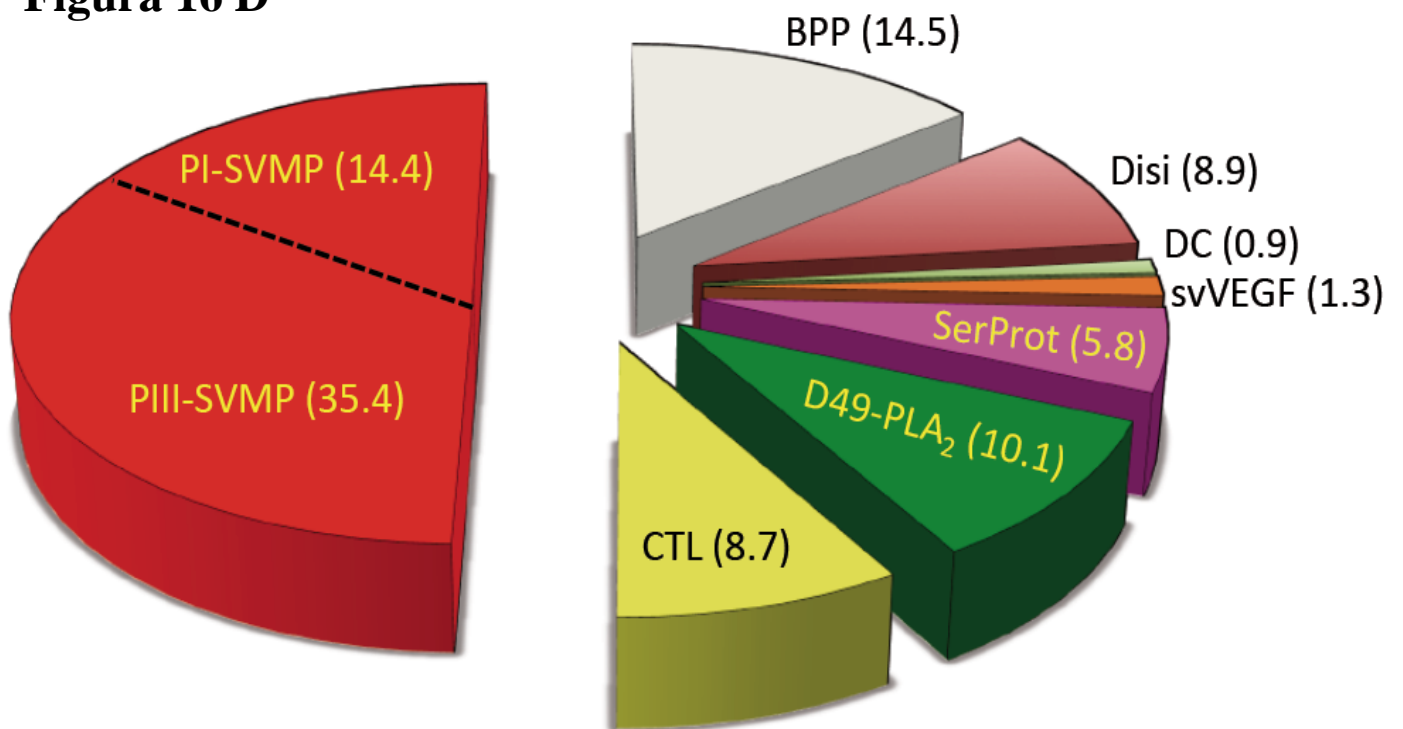 Figura 16 D
BPP (14.5)
PI-SVMP (14.4)
Disi (8.9)
DC (0.9)
svVEGF (1.3)
SerProt (5.8)
PIII-SVMP (35.4)
D49-PLA₂ (10.1)
CTL (8.7)